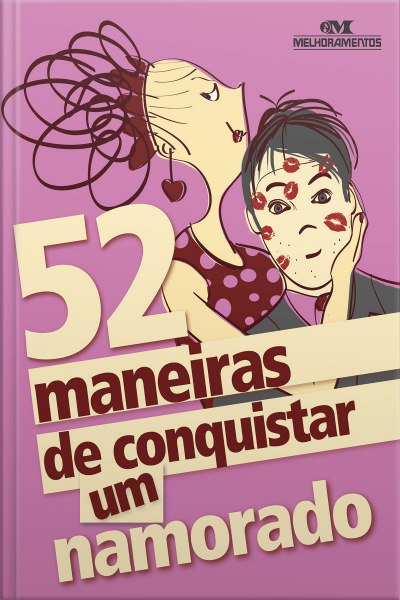 MELHORAMENTOS
52
maneiras
de conquistar
um
namorado